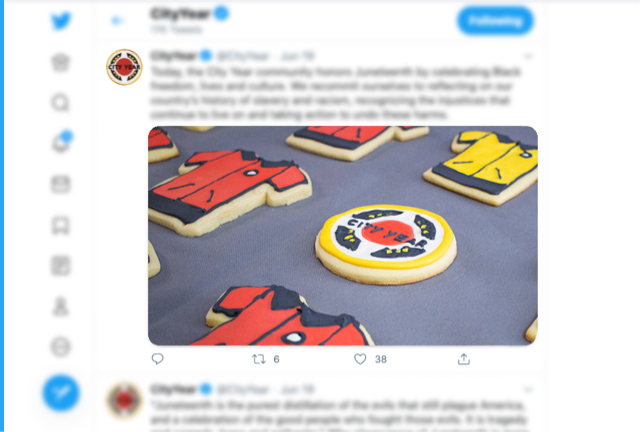 CityYear
175 Tweets
Following
CityYear @CityYear · Jun 19
Today, the City Year community honors Juneteenth by celebrating Black
freedom, lives and culture. We recommit ourselves to reflecting on our
country's history of slavery and racism, recognizing the injustices that
continue to live on and taking action to undo these harms.
CITY YEAR
CITY YEAR
6 38
CityYear @CityYear · Jun 19
"Juneteenth is the purest distillation of the evils that still plague America,
and a celebration of the good people who fought those evils. It is tragedy